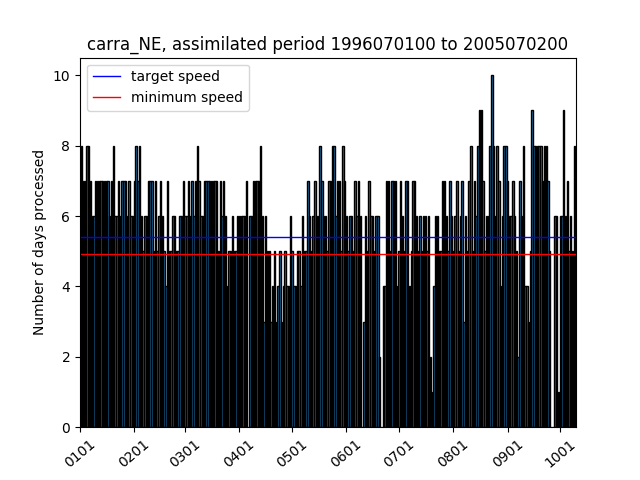 carra_NE, assimilated period 1996070100 to 2005070200
target speed
minimum speed
Number of days processed
10
8
6
4
2
0
0101 0201 0301 0401 0501 0601 0701 0801 0901 1001